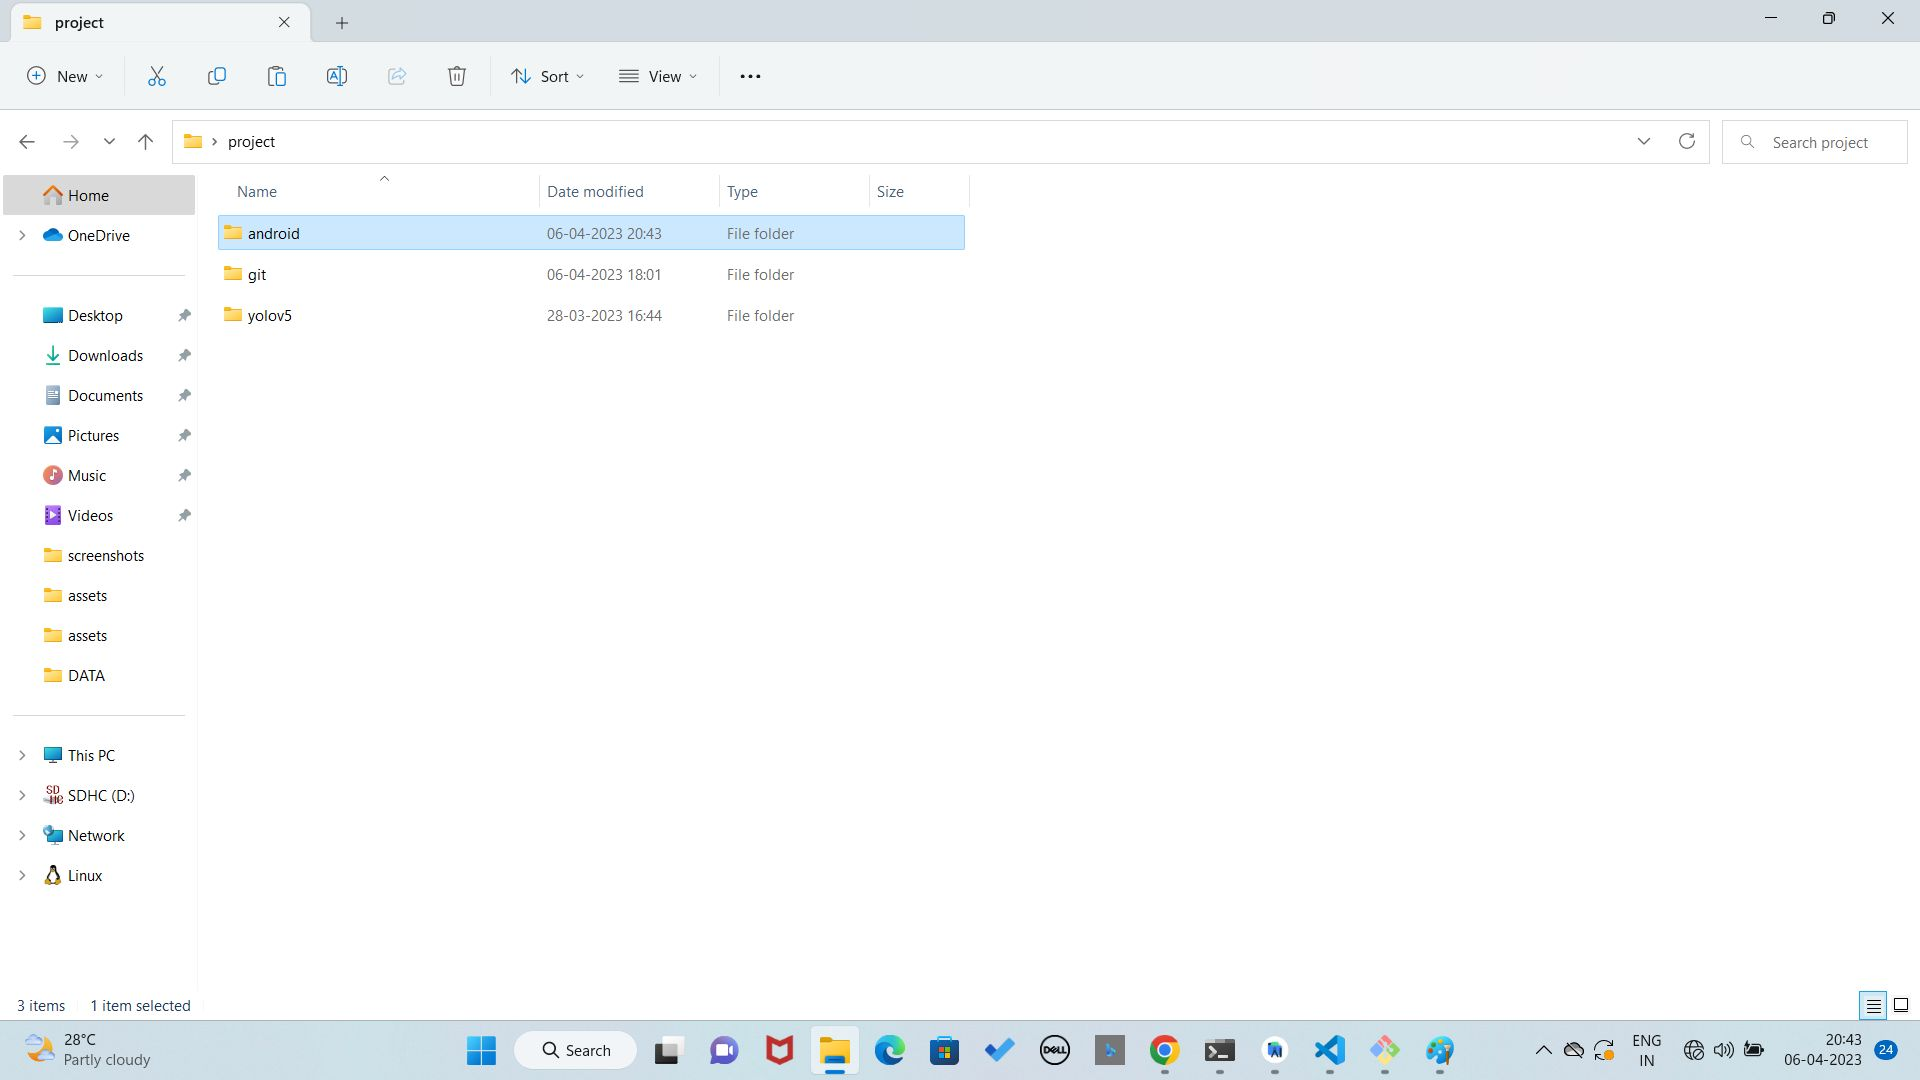 project
New
Sort
View
project
Search project
Home
OneDrive
Desktop
Downloads
Documents
Pictures
Music
Videos
screenshots
assets
assets
DATA
This PC
SDHC (D:)
Network
Linux
Name Date modified Type Size
android 06-04-2023 20:43 File folder
git 06-04-2023 18:01 File folder
yolov5 28-03-2023 16:44 File folder
3 items 1 item selected
28°C
Partly cloudy
Search
DELL
ENG
IN
20:43
06-04-2023
24